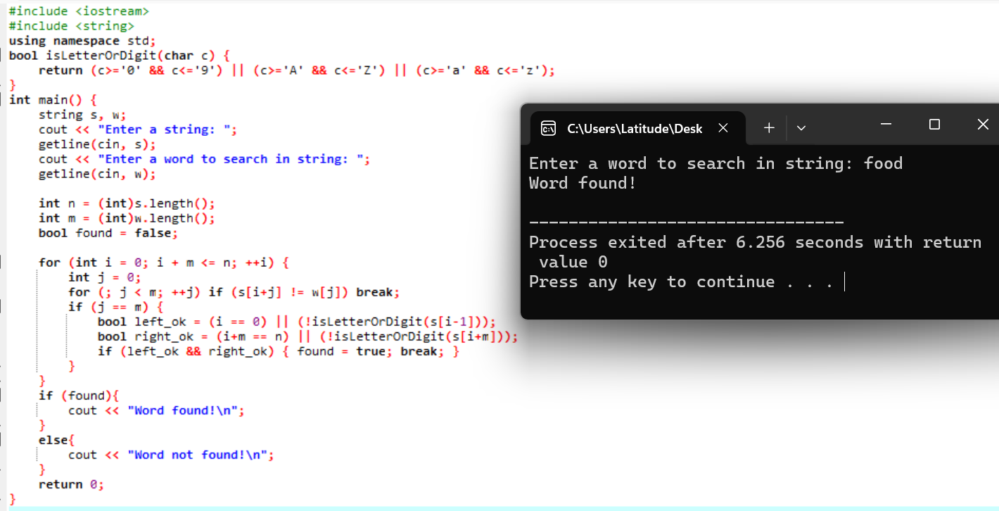 #include <iostream>
#include <string>
using namespace std;
bool isLetterOrDigit(char c) {
    return (c>='0' && c<='9') || (c>='A' && c<='Z') || (c>='a' && c<='z');
}
int main() {
    string s, w;
    cout << "Enter a string: ";
    getline(cin, s);
    cout << "Enter a word to search in string: ";
    getline(cin, w);

    int n = (int)s.length();
    int m = (int)w.length();
    bool found = false;

    for (int i = 0; i + m <= n; ++i) {
        int j = 0;
        for (; j < m; ++j) if (s[i+j] != w[j]) break;
        if (j == m) {
            bool left_ok = (i == 0) || (!isLetterOrDigit(s[i-1]));
            bool right_ok = (i+m == n) || (!isLetterOrDigit(s[i+m]));
            if (left_ok && right_ok) { found = true; break; }
        }
    }
    if (found){
        cout << "Word found!\n";
    }
    else{
        cout << "Word not found!\n";
    }
    return 0;
}
C:\Users\Latitude\Desk
Enter a word to search in string: food
Word found!

--------------------------------
Process exited after 6.256 seconds with return
 value 0
Press any key to continue . . .